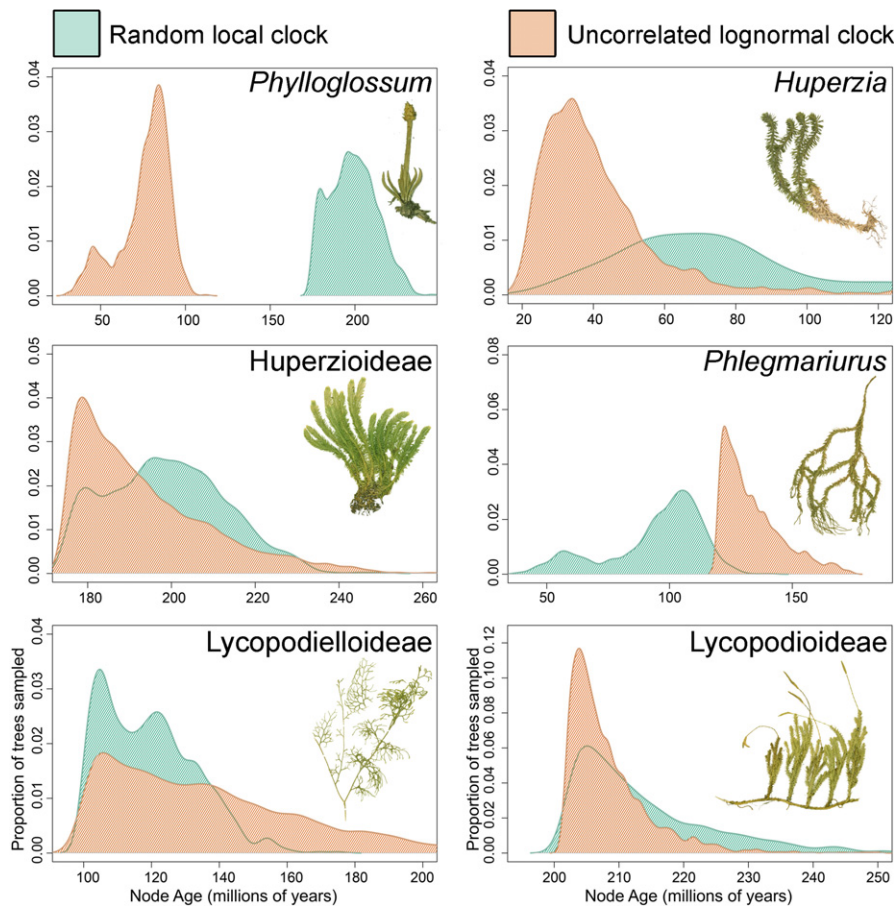 Random local clock
Uncorrelated lognormal clock
Phylloglossum
0.04
0.03
0.02
0.01
0.00
50 100 150 200
Huperzia
0.04
0.03
0.02
0.01
0.00
20 40 60 80 100 120
Huperzioideae
0.05
0.04
0.03
0.02
0.01
0.00
180 200 220 240 260
Phlegmariurus
0.08
0.06
0.04
0.02
0.00
50 100 150
Lycopodielloideae
Proportion of trees sampled
0.04
0.03
0.02
0.01
0.00
100 120 140 160 180 200
Node Age (millions of years)
Lycopodioideae
Proportion of trees sampled
0.12
0.10
0.08
0.06
0.04
0.02
0.00
200 210 220 230 240 250
Node Age (millions of years)